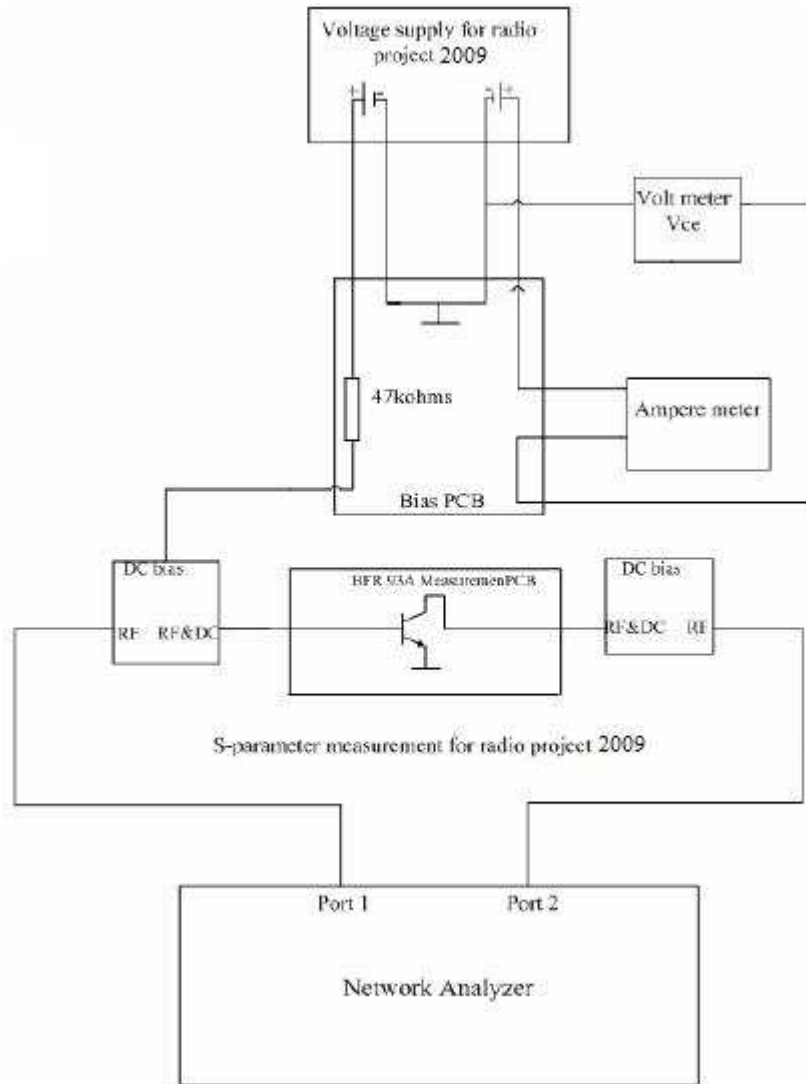 Voltage supply for radio
project 2009
+ - - +
Volt meter
Vce
47kohms
Ampere meter
Bias PCB
DC bias
BFR 93A MeasuremenPCB
DC bias
RF RF&DC
RF&DC RF
S-parameter measurement for radio project 2009
Port 1 Port 2
Network Analyzer